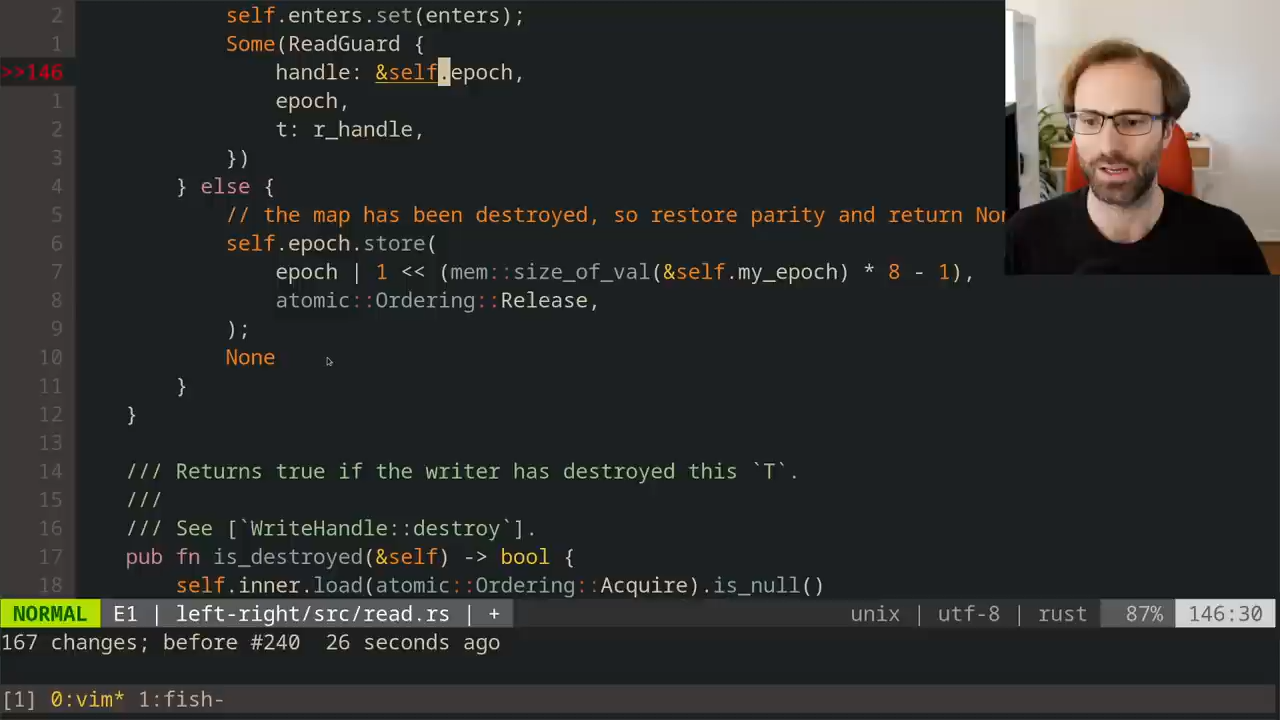 2 self.enters.set(enters);
1 Some(ReadGuard {
>>146 handle: &self.epoch,
1 epoch,
2 t: r_handle,
3 })
4 } else {
5 // the map has been destroyed, so restore parity and return Non
6 self.epoch.store(
7 epoch | 1 << (mem::size_of_val(&self.my_epoch) * 8 - 1),
8 atomic::Ordering::Release,
9 );
10 None
11 }
12 }
13
14 /// Returns true if the writer has destroyed this `T`.
15 ///
16 /// See [`WriteHandle::destroy`].
17 pub fn is_destroyed(&self) -> bool {
18 self.inner.load(atomic::Ordering::Acquire).is_null()
NORMAL E1 | left-right/src/read.rs | + unix | utf-8 | rust 87% 146:30
167 changes; before #240 26 seconds ago
[1] 0:vim* 1:fish-